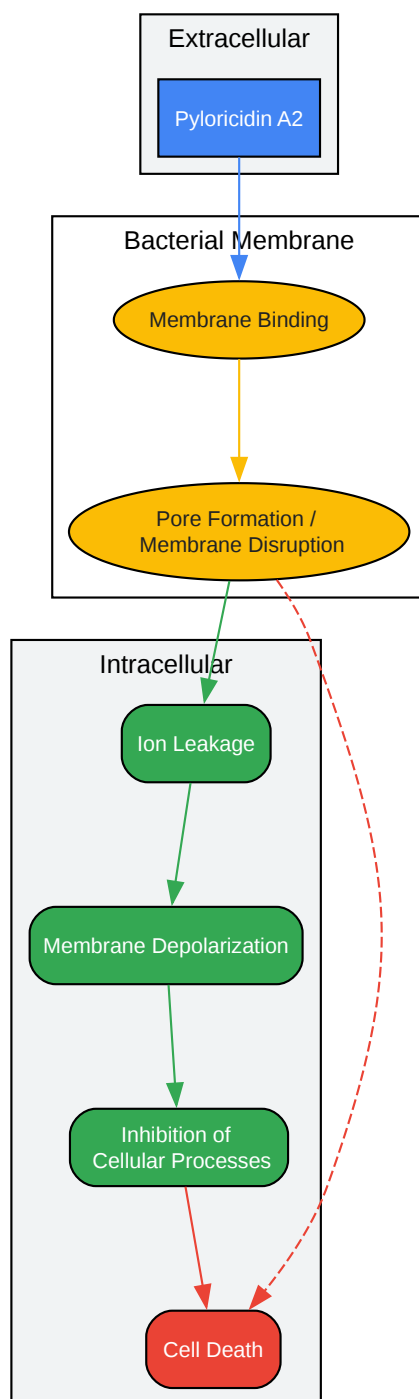 Extracellular
Pyloricidin A2
Bacterial Membrane
Membrane Binding
Pore Formation /
Membrane Disruption
Intracellular
Ion Leakage
Membrane Depolarization
Inhibition of
Cellular Processes
Cell Death